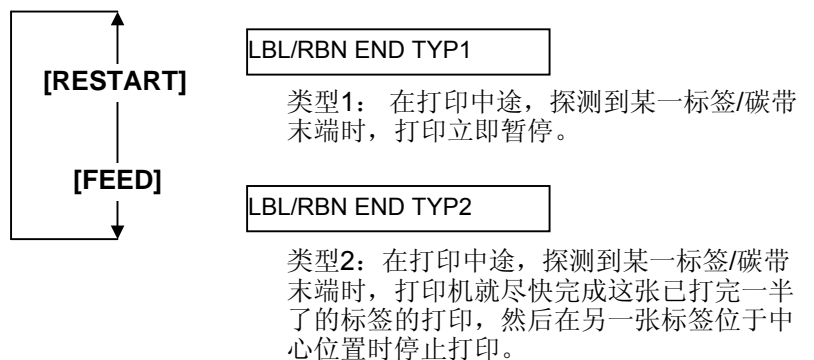 LBL/RBN END TYP1
[RESTART]
类型1： 在打印中途，探测到某一标签/碳带
末端时，打印立即暂停。
[FEED]
LBL/RBN END TYP2
类型2：在打印中途，探测到某一标签/碳带
末端时，打印机就尽快完成这张已打完一半
了的标签的打印，然后在另一张标签位于中
心位置时停止打印。